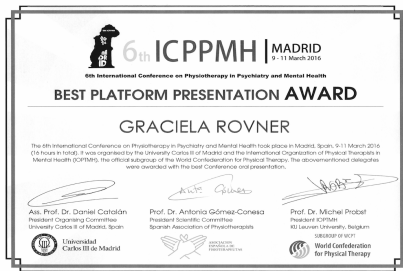 6th ICPPMH MADRID
9 - 11 March 2016
6th International Conference on Physiotherapy in Psychiatry and Mental Health
BEST PLATFORM PRESENTATION AWARD
GRACIELA ROVNER
The 6th International Conference on Physiotherapy in Psychiatry and Mental Health took place in Madrid, Spain, 9-11 March 2016
(16 hours in total). It was organised by the University Carlos III of Madrid and the International Organization of Physical Therapists in
Mental Health (IOPTMH), the official subgroup of the World Confederation for Physical Therapy. The abovementioned delegates
were awarded with the best Conference oral presentation.
Ass. Prof. Dr. Daniel Catalán
President Organising Committee
University Carlos III of Madrid, Spain
Prof. Dr. Antonia Gómez-Conesa
President Scientific Committee
Spanish Association of Physiotherapists
Prof. Dr. Michel Probst
President IOPTMH
KU Leuven University, Belgium
Universidad
Carlos III de Madrid
ASOCIACIÓN
ESPAÑOLA DE
FISIOTERAPEUTAS
SUBGROUP OF WCPT
World Confederation
for Physical Therapy